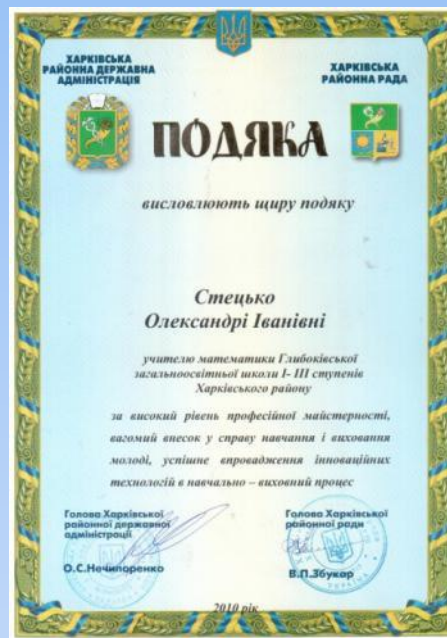 ХАРКІВСЬКА
РАЙОННА ДЕРЖАВНА
АДМІНІСТРАЦІЯ
ХАРКІВСЬКА
РАЙОННА РАДА
ПОДЯКА
висловлюють щиру подяку
Стецько
Олександрі Іванівні
учителю математики Глибоківської
загальноосвітньої школи І- ІІІ ступенів
Харківського району
за високий рівень професійної майстерності,
вагомий внесок у справу навчання і виховання
молоді, успішне впровадження інноваційних
технологій в навчально – виховний процес
Голова Харківської
районної державної
адміністрації
О.С.Нечипоренко
Голова Харківської
районної ради
В.П.Збукар
2010 рік